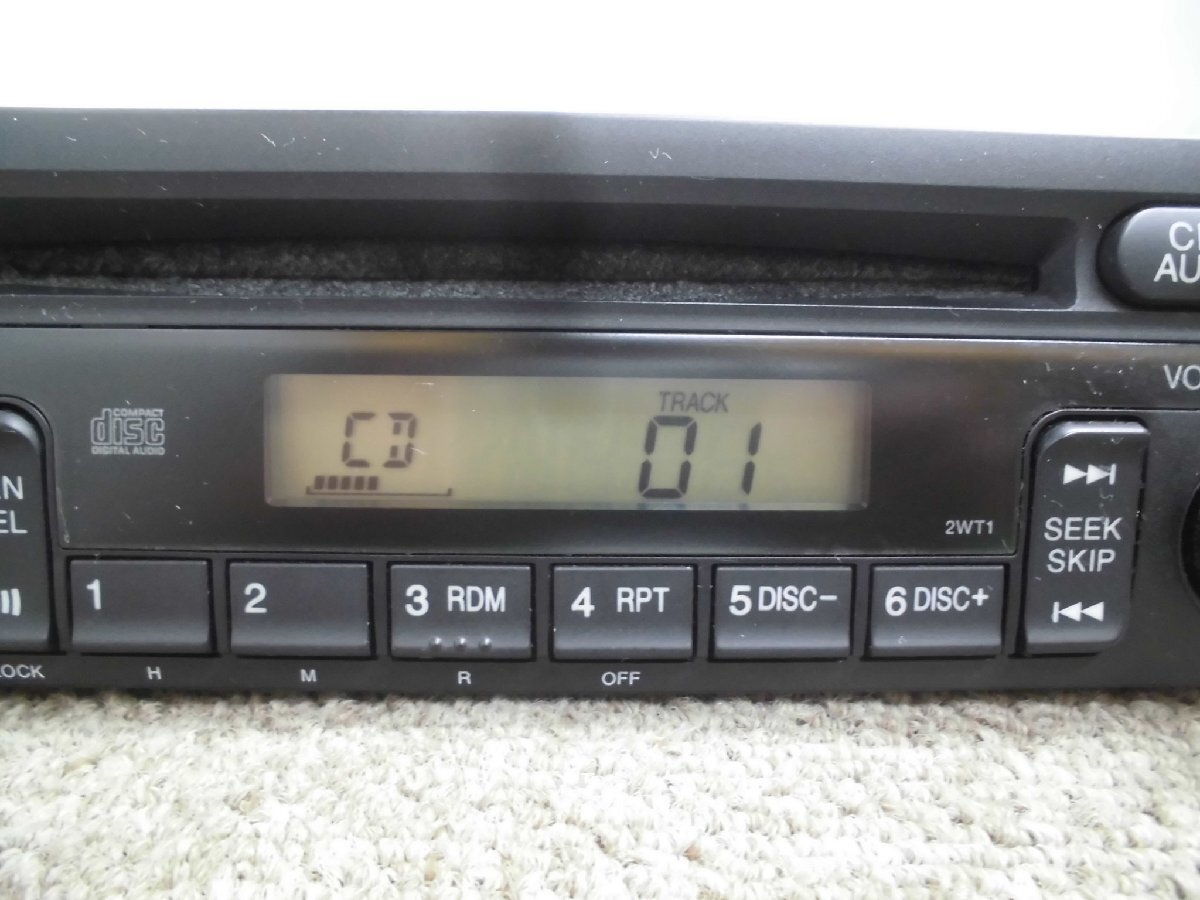 COMPACT
disc
DIGITAL AUDIO
CD
TRACK
01
2WT1
SEEK
SKIP
1
2
3 RDM
4 RPT
5 DISC-
6 DISC+
H
M
R
OFF